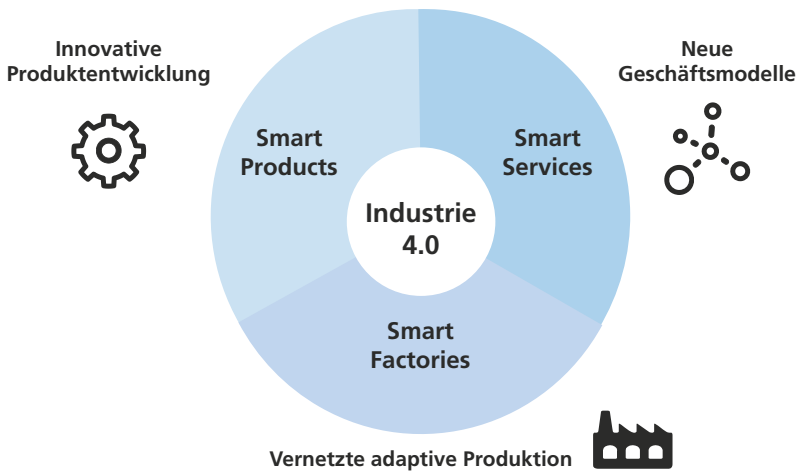 Innovative
Produktentwicklung
Neue
Geschäftsmodelle
Smart
Products
Smart
Services
Industrie
4.0
Smart
Factories
Vernetzte adaptive Produktion